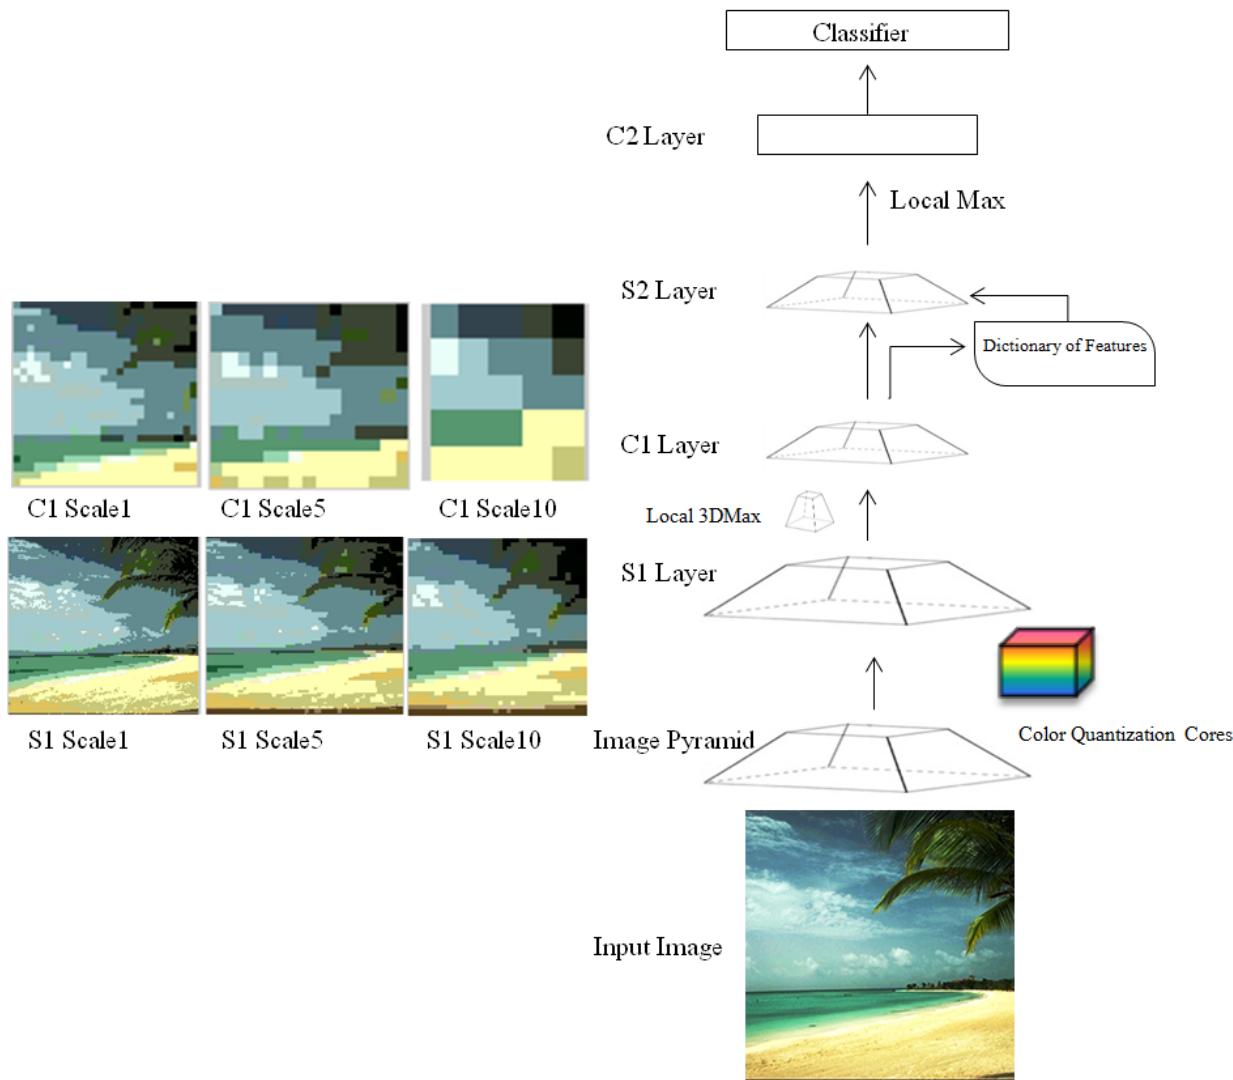 Classifier
C2 Layer
Local Max
S2 Layer
Dictionary of Features
C1 Layer
C1 Scale1
C1 Scale5
C1 Scale10
Local 3DMax
S1 Layer
S1 Scale1
S1 Scale5
S1 Scale10
Image Pyramid
Color Quantization Cores
Input Image